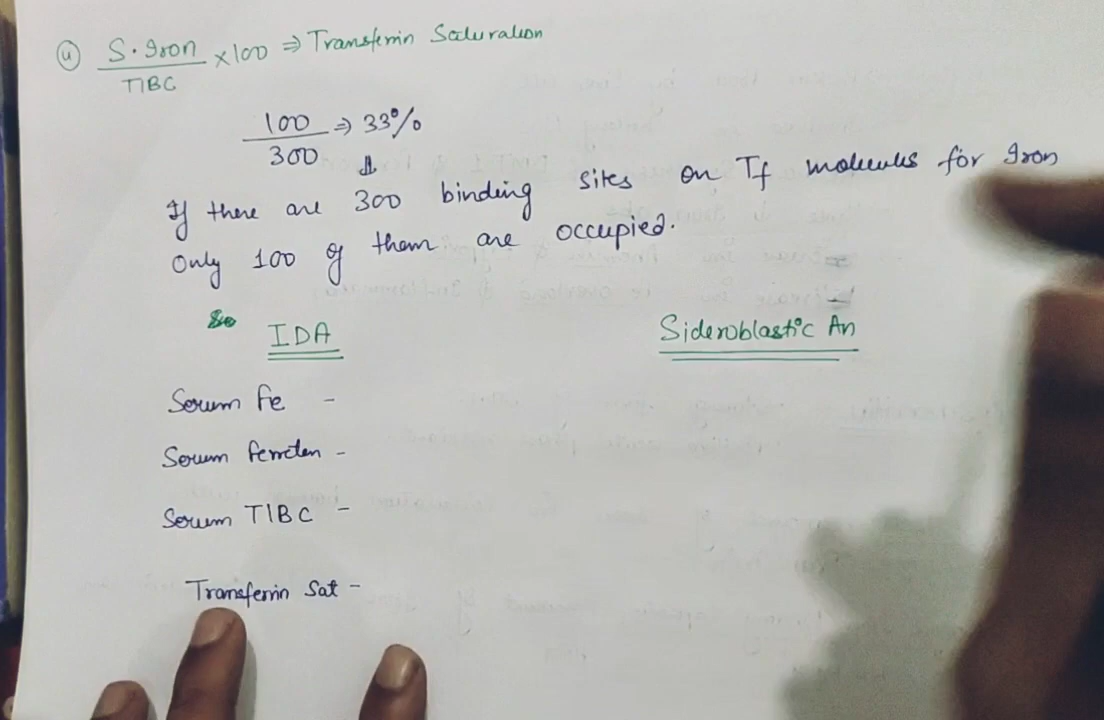 ④ S. Iron / TIBC ×100 ⇒ Transferrin Saturation
100 / 300 ⇒ 33%
⇓
If there are 300 binding sites on Tf molecules for Iron
Only 100 of them are occupied.
So IDA Sideroblastic An
Serum Fe -
Serum ferritin -
Serum TIBC -
Transferrin Sat -